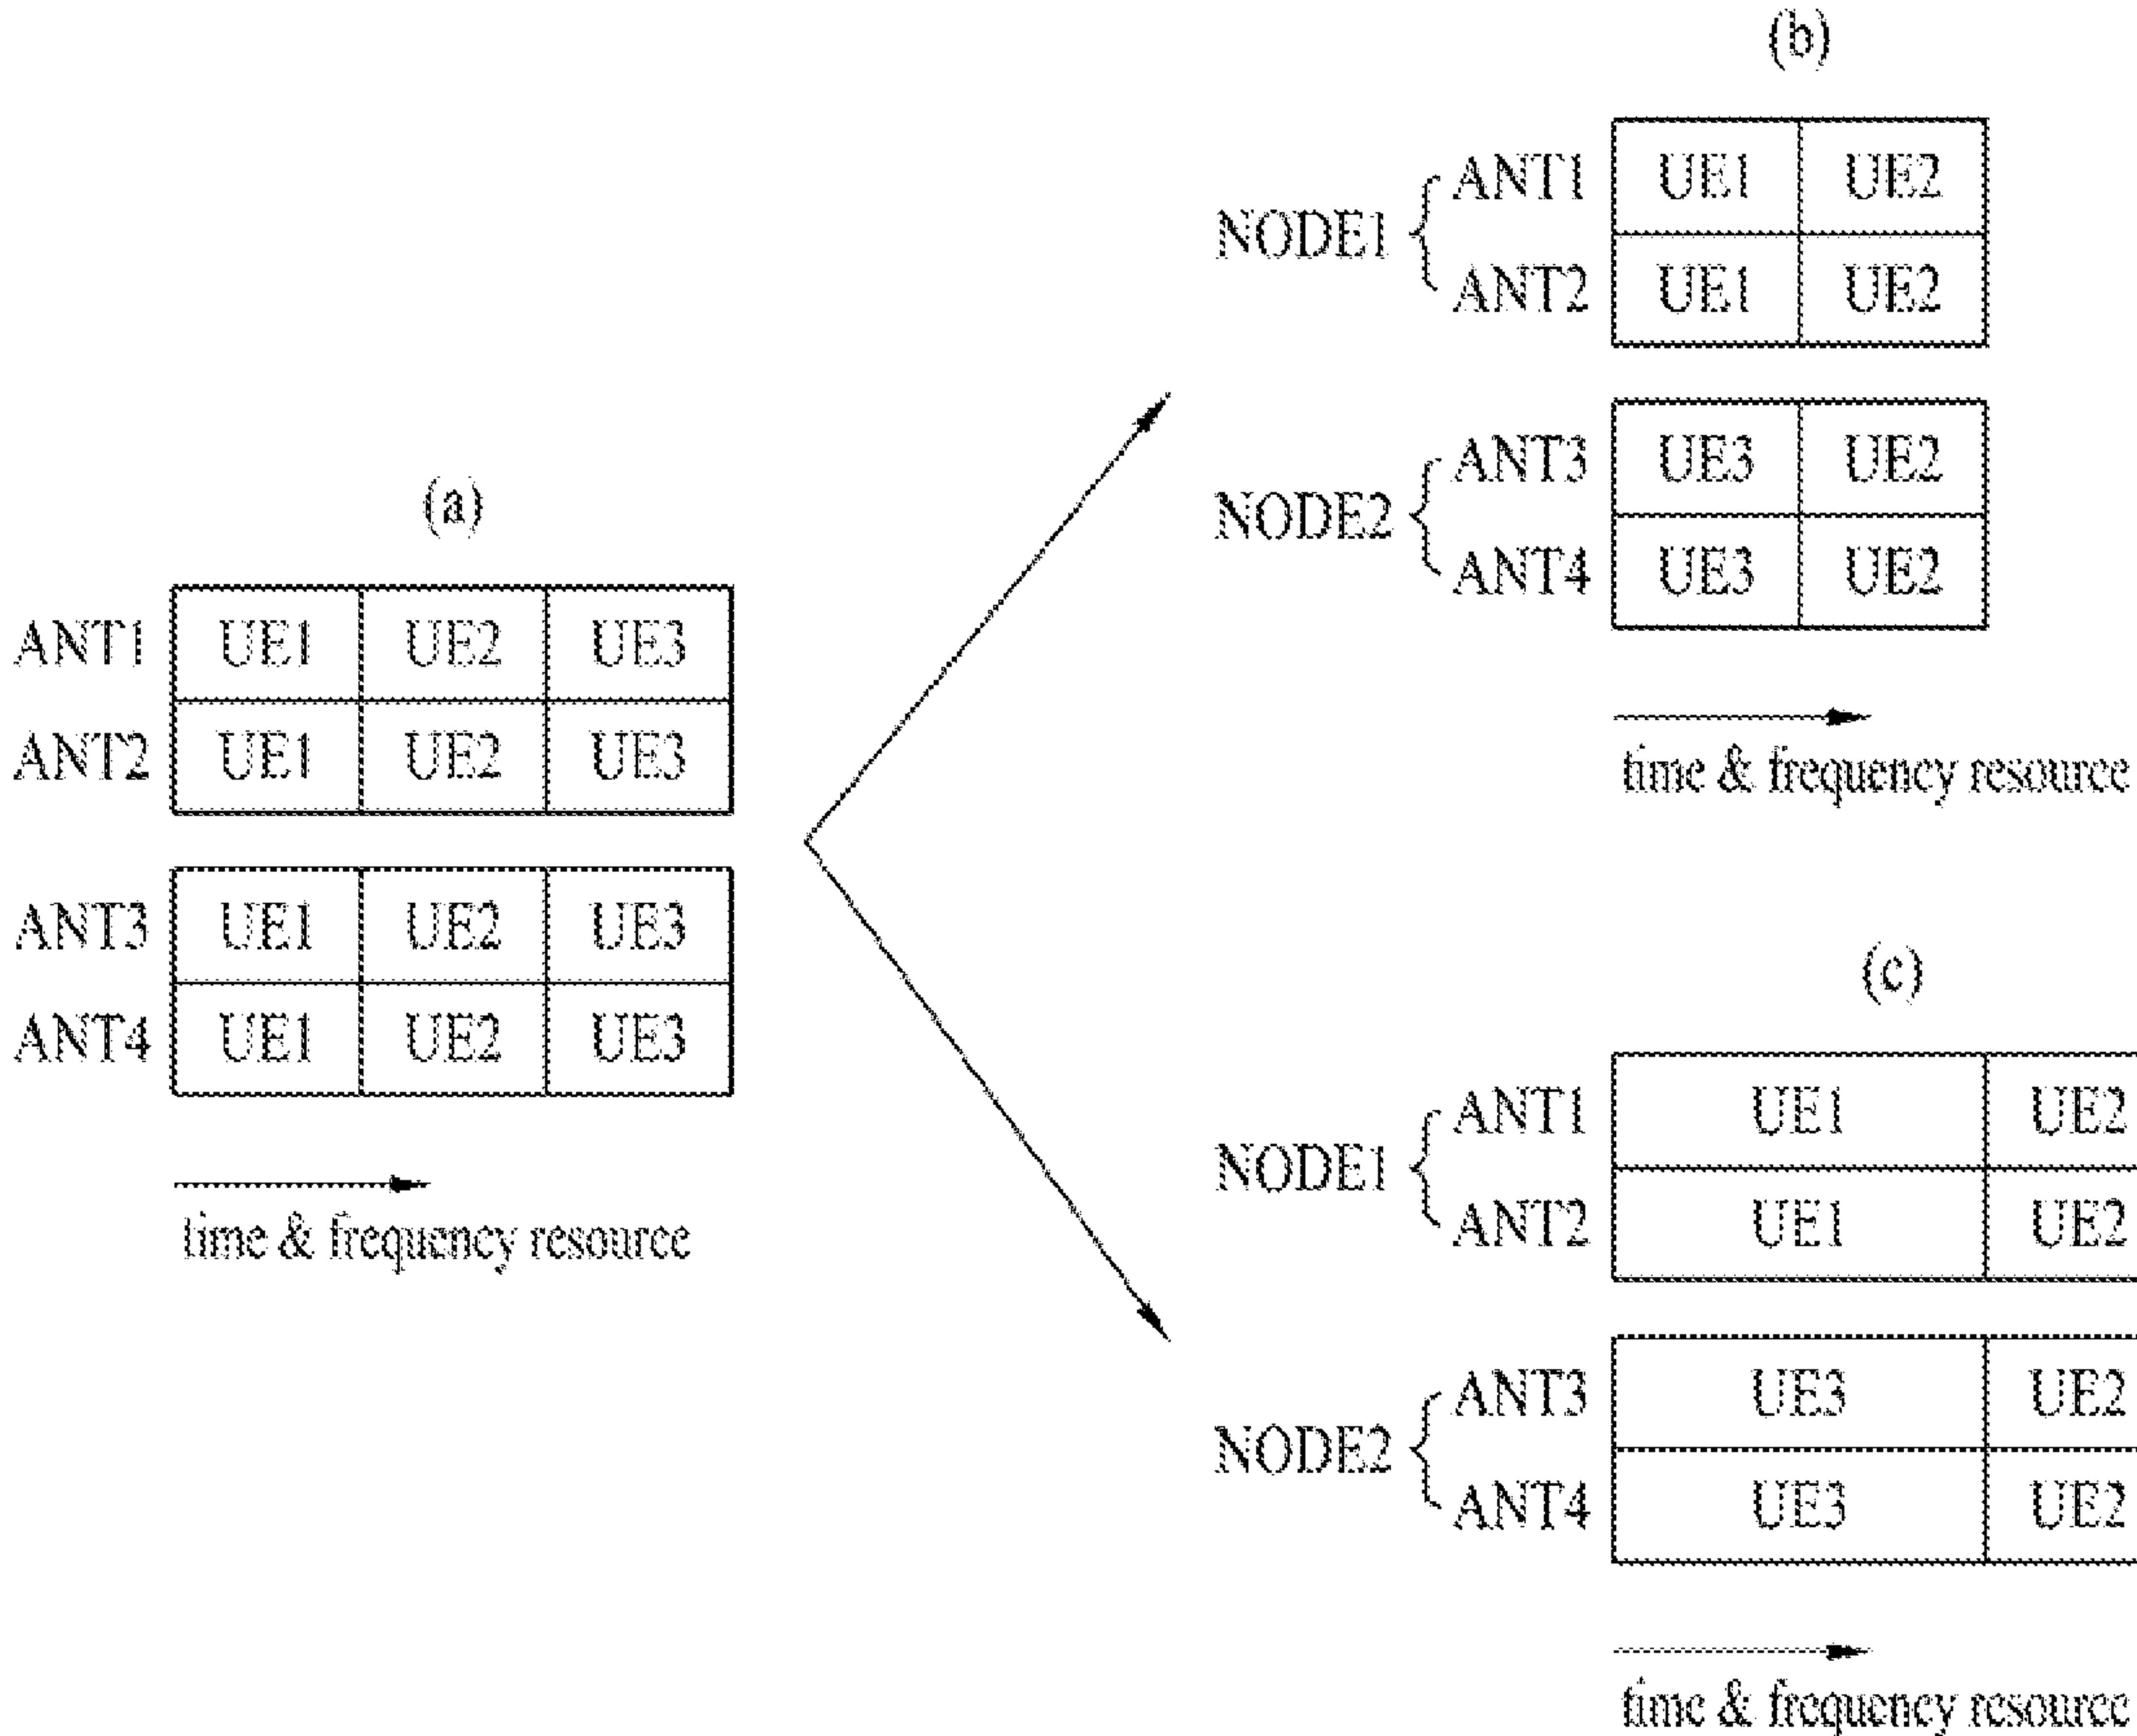 (a)
ANT1 UE1 UE2 UE3
ANT2 UE1 UE2 UE3
ANT3 UE1 UE2 UE3
ANT4 UE1 UE2 UE3
time & frequency resource
(b)
NODE1
ANT1 UE1 UE2
ANT2 UE1 UE2
NODE2
ANT3 UE3 UE2
ANT4 UE3 UE2
time & frequency resource
(c)
NODE1
ANT1 UE1 UE2
ANT2 UE1 UE2
NODE2
ANT3 UE3 UE2
ANT4 UE3 UE2
time & frequency resource